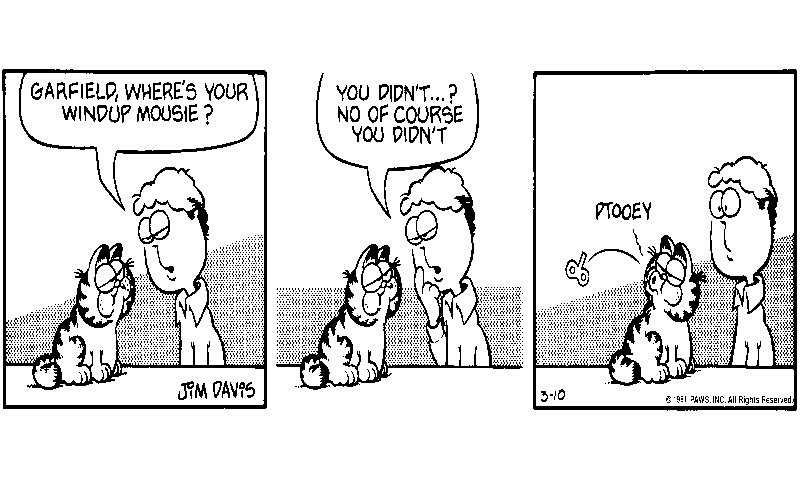 GARFIELD, WHERE'S YOUR
WINDUP MOUSIE?
JIM DAVIS
YOU DIDN'T...?
NO OF COURSE
YOU DIDN'T
PTOOEY
3-10
© 1981 PAWS, INC. All Rights Reserved.